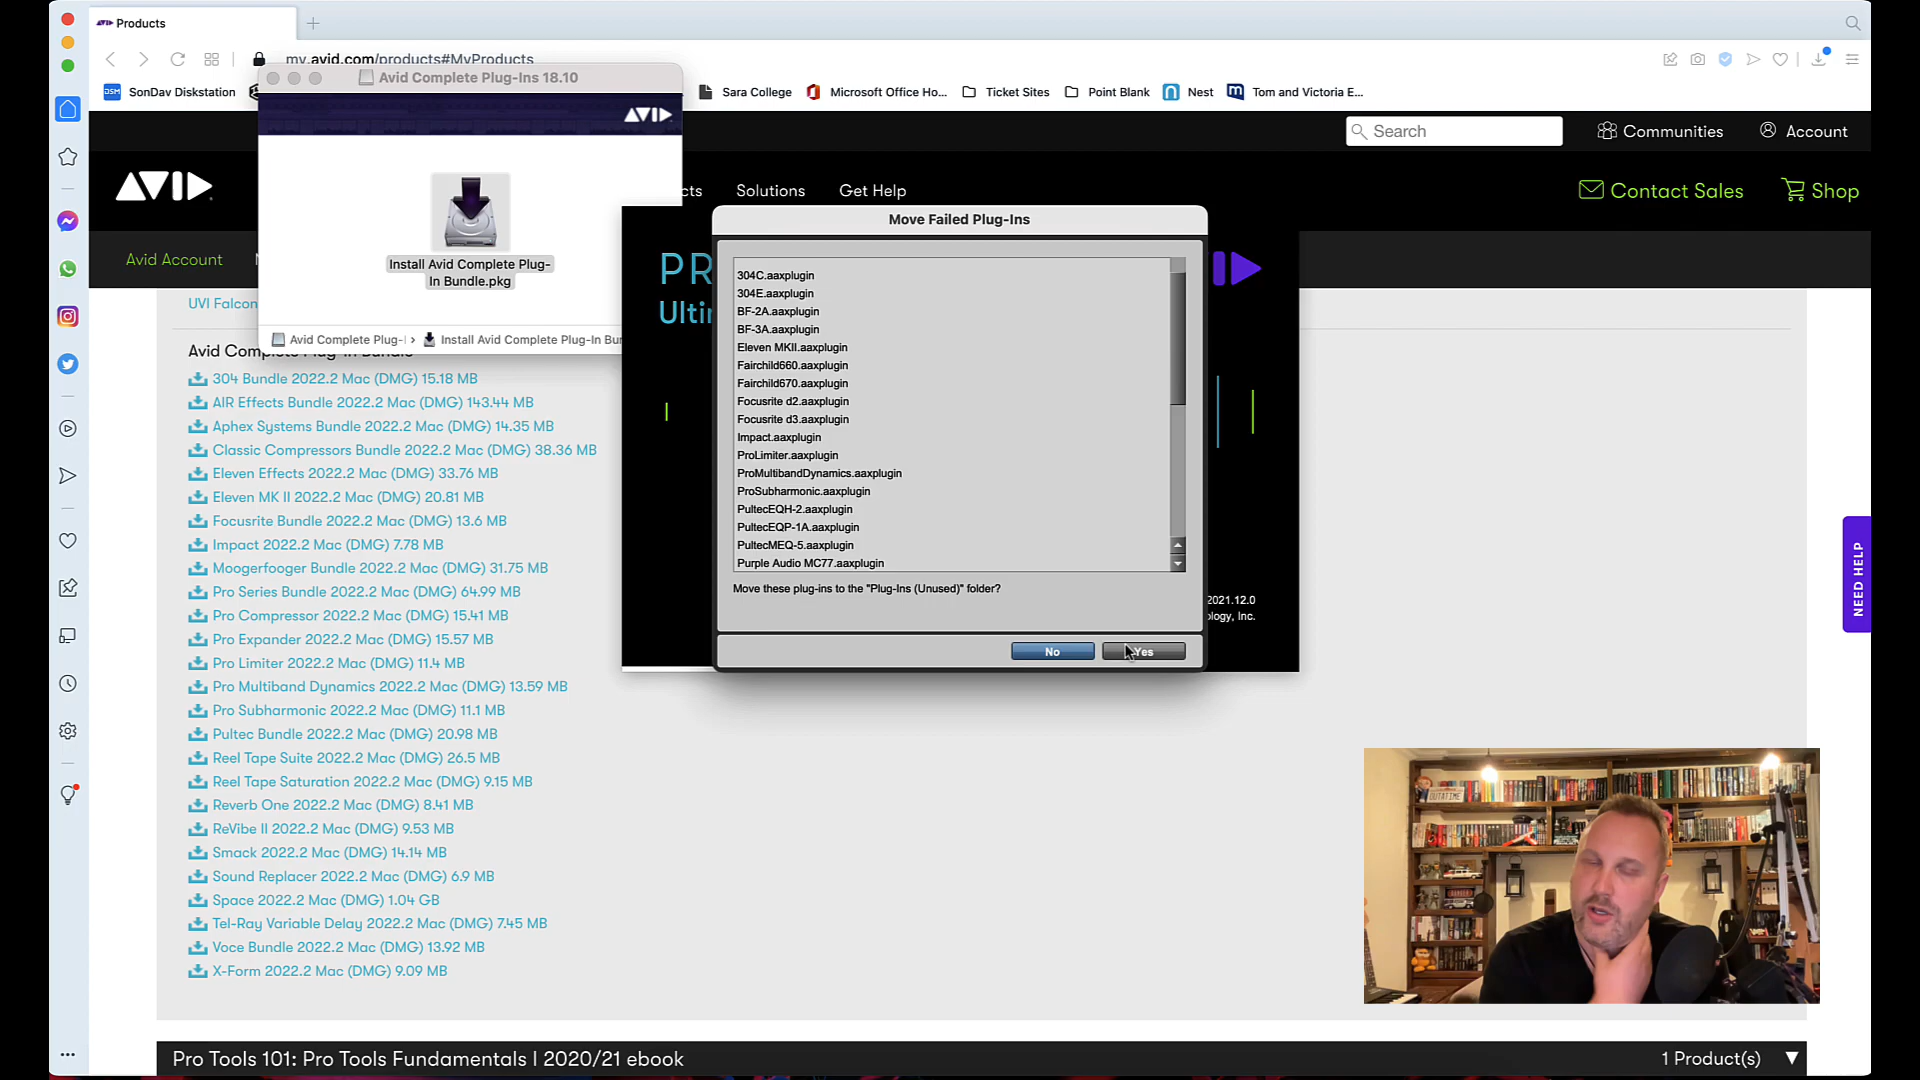 Products
my.avid.com/products#MyProducts
Avid Complete Plug-Ins 18.10
DSM SonDav Diskstation
Sara College
Microsoft Office Ho...
Ticket Sites
Point Blank
Nest
Tom and Victoria E...
AVID
Search
Communities
Account
AVID
cts
Solutions
Get Help
Contact Sales
Shop
Install Avid Complete Plug-
In Bundle.pkg
Avid Account
Avid Complete Plug-I
Install Avid Complete Plug-In Bun
PR
Ulti
2021.12.0
ology, Inc.
Move Failed Plug-Ins
304C.aaxplugin
304E.aaxplugin
BF-2A.aaxplugin
BF-3A.aaxplugin
Eleven MKII.aaxplugin
Fairchild660.aaxplugin
Fairchild670.aaxplugin
Focusrite d2.aaxplugin
Focusrite d3.aaxplugin
Impact.aaxplugin
ProLimiter.aaxplugin
ProMultibandDynamics.aaxplugin
ProSubharmonic.aaxplugin
PultecEQH-2.aaxplugin
PultecEQP-1A.aaxplugin
PultecMEQ-5.aaxplugin
Purple Audio MC77.aaxplugin
Move these plug-ins to the "Plug-Ins (Unused)" folder?
No
Yes
UVI Falcon
Avid Complete Plug-In Bundle
304 Bundle 2022.2 Mac (DMG) 15.18 MB
AIR Effects Bundle 2022.2 Mac (DMG) 143.44 MB
Aphex Systems Bundle 2022.2 Mac (DMG) 14.35 MB
Classic Compressors Bundle 2022.2 Mac (DMG) 38.36 MB
Eleven Effects 2022.2 Mac (DMG) 33.76 MB
Eleven MK II 2022.2 Mac (DMG) 20.81 MB
Focusrite Bundle 2022.2 Mac (DMG) 13.6 MB
Impact 2022.2 Mac (DMG) 7.78 MB
Moogerfooger Bundle 2022.2 Mac (DMG) 31.75 MB
Pro Series Bundle 2022.2 Mac (DMG) 64.99 MB
Pro Compressor 2022.2 Mac (DMG) 15.41 MB
Pro Expander 2022.2 Mac (DMG) 15.57 MB
Pro Limiter 2022.2 Mac (DMG) 11.4 MB
Pro Multiband Dynamics 2022.2 Mac (DMG) 13.59 MB
Pro Subharmonic 2022.2 Mac (DMG) 11.1 MB
Pultec Bundle 2022.2 Mac (DMG) 20.98 MB
Reel Tape Suite 2022.2 Mac (DMG) 26.5 MB
Reel Tape Saturation 2022.2 Mac (DMG) 9.15 MB
Reverb One 2022.2 Mac (DMG) 8.41 MB
ReVibe II 2022.2 Mac (DMG) 9.53 MB
Smack 2022.2 Mac (DMG) 14.14 MB
Sound Replacer 2022.2 Mac (DMG) 6.9 MB
Space 2022.2 Mac (DMG) 1.04 GB
Tel-Ray Variable Delay 2022.2 Mac (DMG) 7.45 MB
Voce Bundle 2022.2 Mac (DMG) 13.92 MB
X-Form 2022.2 Mac (DMG) 9.09 MB
NEED HELP
OUTATIME
Pro Tools 101: Pro Tools Fundamentals | 2020/21 ebook
1 Product(s)